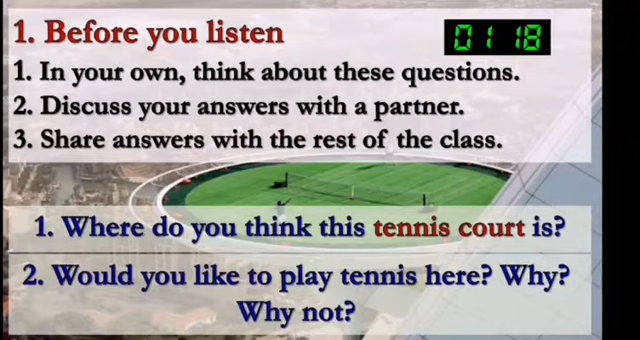 1. Before you listen
01 18
1. In your own, think about these questions.
2. Discuss your answers with a partner.
3. Share answers with the rest of the class.
1. Where do you think this tennis court is?
2. Would you like to play tennis here? Why?
Why not?